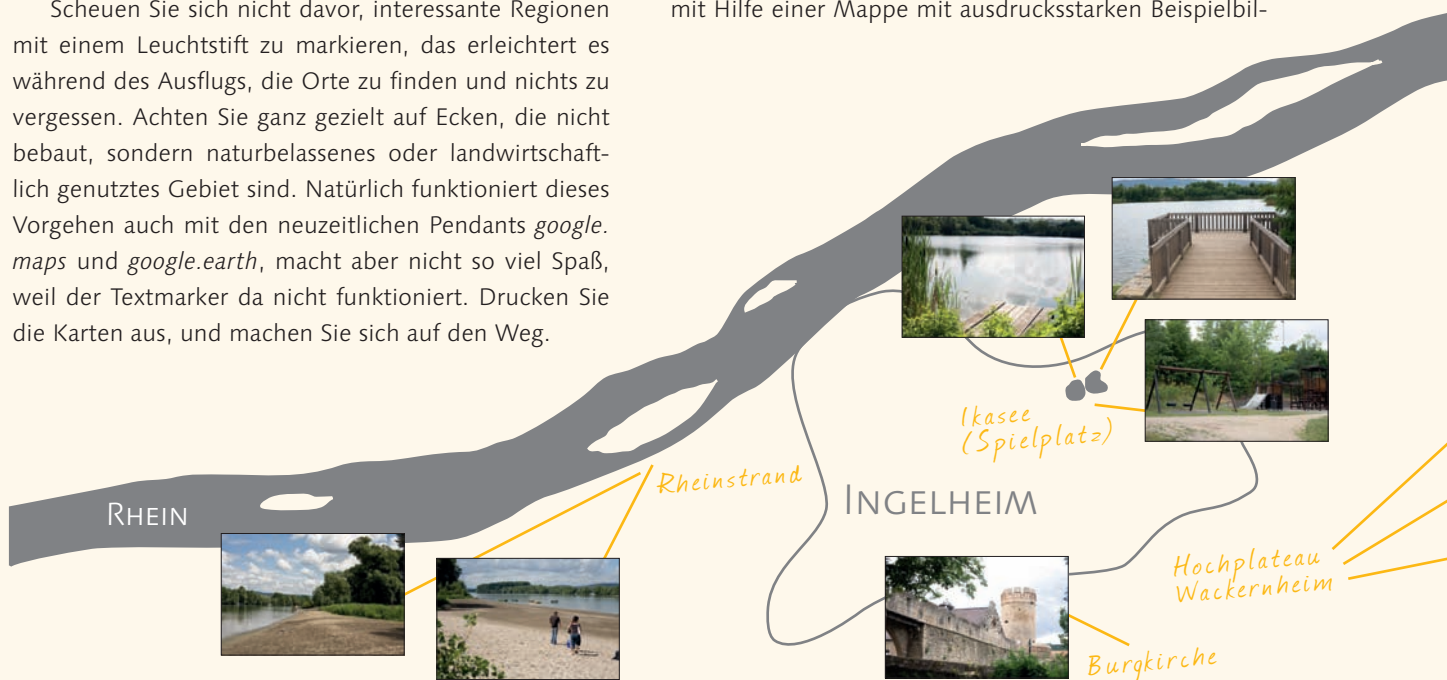 Scheuen Sie sich nicht davor, interessante Regionen
mit einem Leuchtstift zu markieren, das erleichtert es
während des Ausflugs, die Orte zu finden und nichts zu
vergessen. Achten Sie ganz gezielt auf Ecken, die nicht
bebaut, sondern naturbelassenes oder landwirtschaft-
lich genutztes Gebiet sind. Natürlich funktioniert dieses
Vorgehen auch mit den neuzeitlichen Pendants google.
maps und google.earth, macht aber nicht so viel Spaß,
weil der Textmarker da nicht funktioniert. Drucken Sie
die Karten aus, und machen Sie sich auf den Weg.
mit Hilfe einer Mappe mit ausdrucksstarken Beispielbil-
Ikasee
(Spielplatz)
Rheinstrand
RHEIN
INGELHEIM
Hochplateau
Wackernheim
Burgkirche